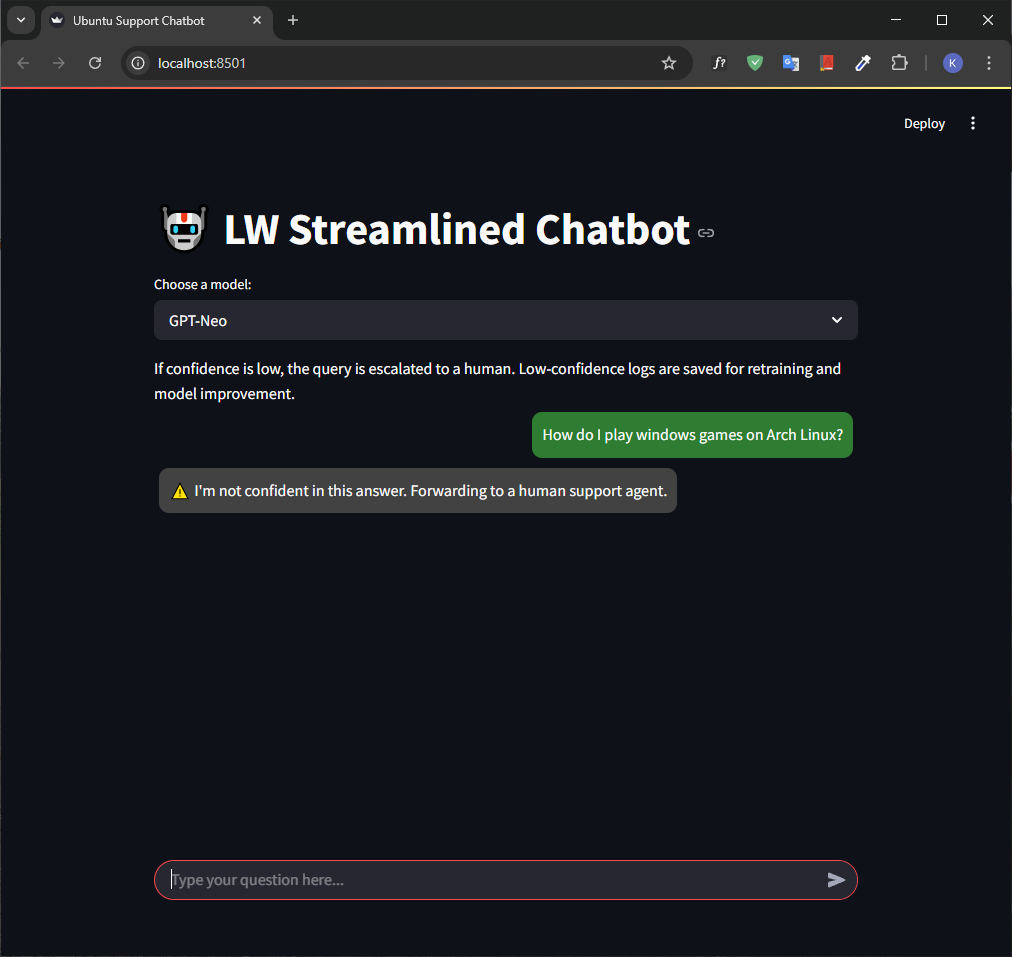 Ubuntu Support Chatbot
localhost:8501
f?
K
Deploy
LW Streamlined Chatbot
Choose a model:
GPT-Neo
If confidence is low, the query is escalated to a human. Low-confidence logs are saved for retraining and
model improvement.
How do I play windows games on Arch Linux?
I'm not confident in this answer. Forwarding to a human support agent.
Type your question here...